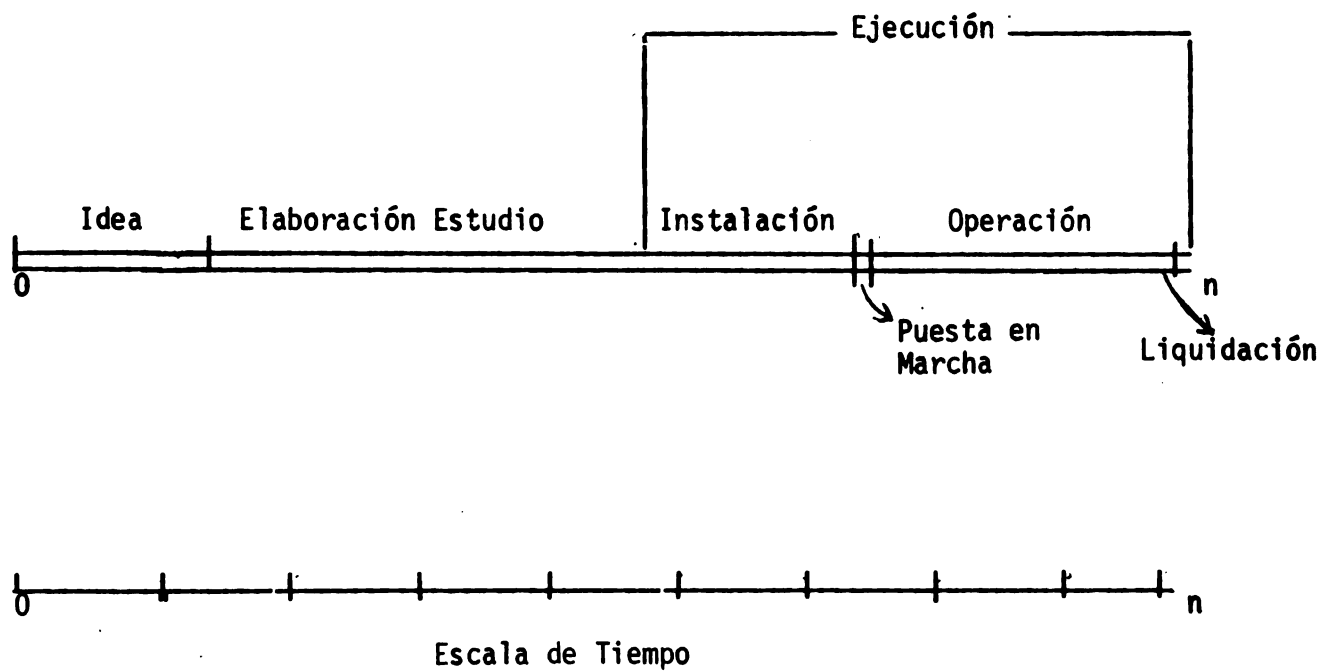 Ejecución
Idea
Elaboración Estudio
Instalación
Operación
0
n
Puesta en
Marcha
Liquidación
0
n
Escala de Tiempo